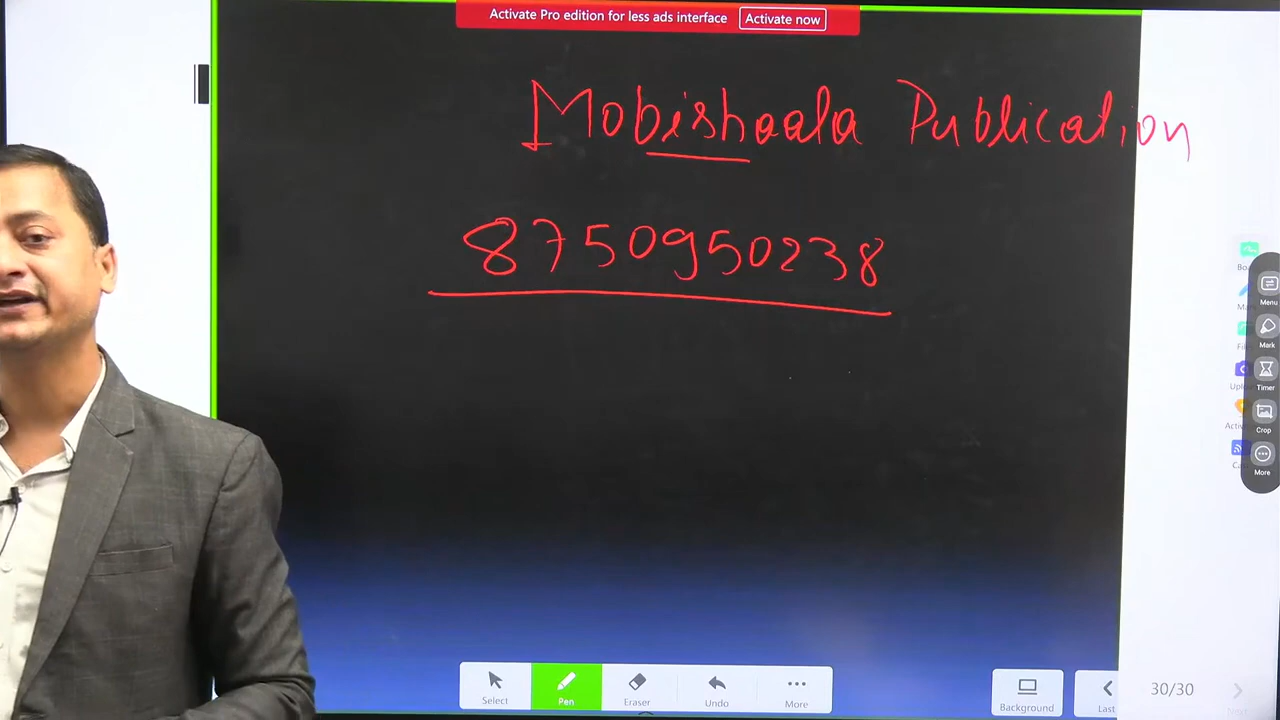 Activate Pro edition for less ads interface Activate now
Mobishaala Publication
8750950238
Menu
Mark
Timer
Crop
More
Select
Pen
Eraser
Undo
More
Background
Last
30/30